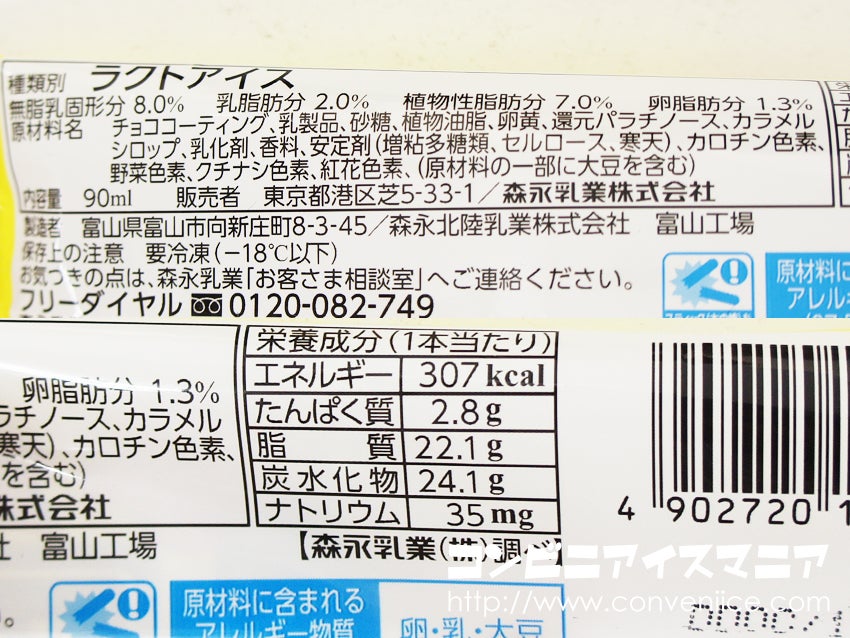 種類別 ラクトアイス
無脂乳固形分 8.0% 乳脂肪分 2.0% 植物性脂肪分 7.0% 卵脂肪分 1.3%
原材料名 チョココーティング、乳製品、砂糖、植物油脂、卵黄、還元パラチノース、カラメル
シロップ、乳化剤、香料、安定剤(増粘多糖類、セルロース、寒天)、カロチン色素、
野菜色素、クチナシ色素、紅花色素、(原材料の一部に大豆を含む)
内容量 90ml 販売者 東京都港区芝5-33-1/森永乳業株式会社
製造者 富山県富山市向新庄町8-3-45/森永北陸乳業株式会社 富山工場
保存上の注意 要冷凍(−18℃以下)
お気づきの点は、森永乳業「お客さま相談室」へご連絡ください。
フリーダイヤル 0120-082-749
原材料に
アレル
卵脂肪分 1.3%
ラチノース、カラメル
寒天)、カロチン色素、
を含む)
株式会社
社 富山工場
栄養成分(1本当たり)
エネルギー 307kcal
たんぱく質 2.8g
脂質 22.1g
炭水化物 24.1g
ナトリウム 35mg
【森永乳業(株)調べ】
4 902720 1
原材料に含まれる
アレルギー物質
卵・乳・大豆
コンビニアイスマニア
http://www.conveniice.com/